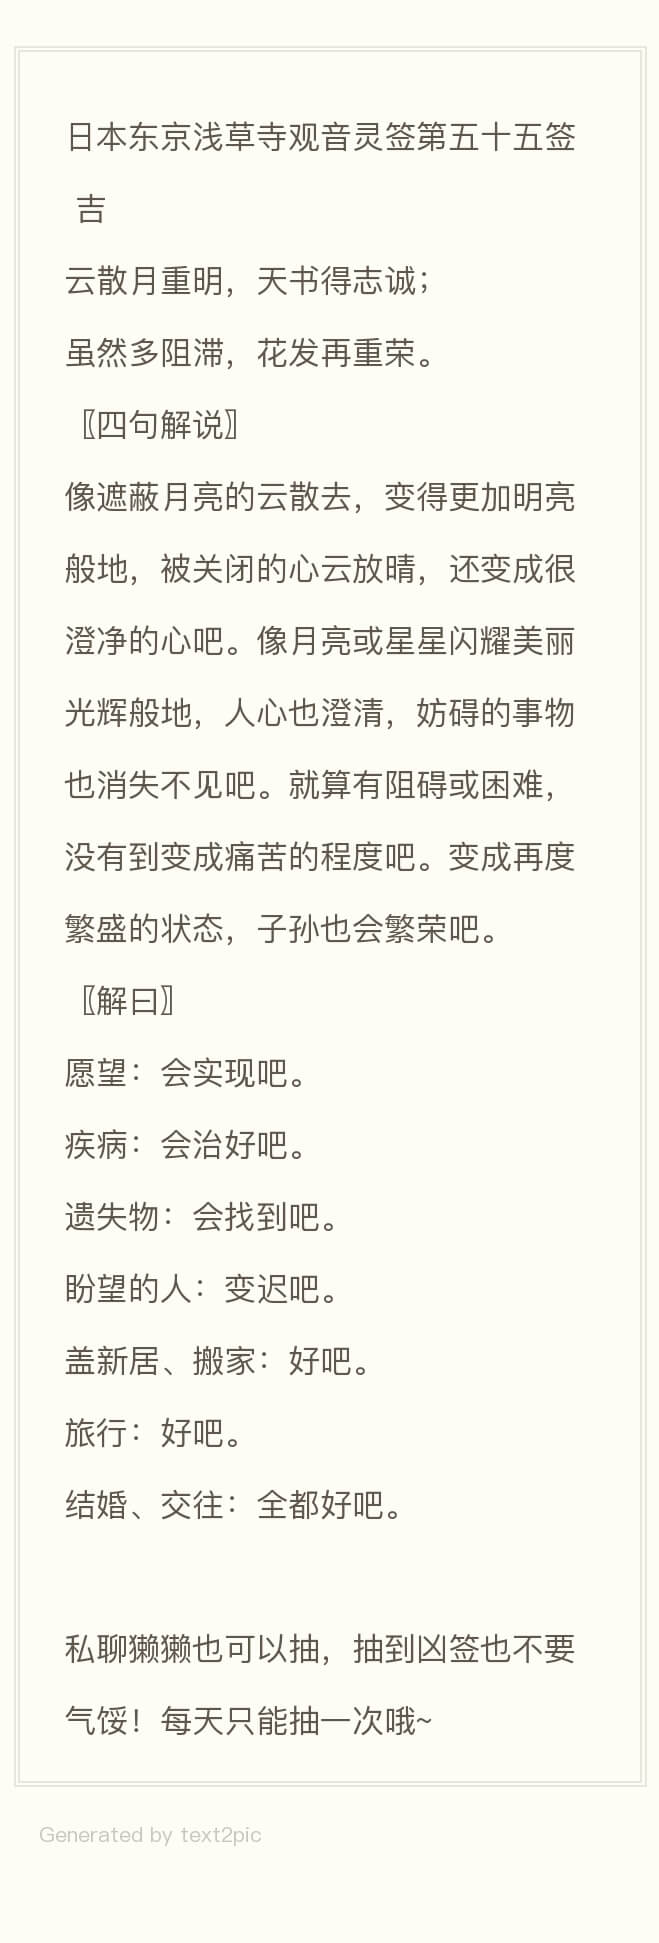 日本东京浅草寺观音灵签第五十五签
吉
云散月重明，天书得志诚；
虽然多阻滞，花发再重荣。
〖四句解说〗
像遮蔽月亮的云散去，变得更加明亮
般地，被关闭的心云放晴，还变成很
澄净的心吧。像月亮或星星闪耀美丽
光辉般地，人心也澄清，妨碍的事物
也消失不见吧。就算有阻碍或困难，
没有到变成痛苦的程度吧。变成再度
繁盛的状态，子孙也会繁荣吧。
〖解曰〗
愿望：会实现吧。
疾病：会治好吧。
遗失物：会找到吧。
盼望的人：变迟吧。
盖新居、搬家：好吧。
旅行：好吧。
结婚、交往：全都好吧。
私聊獭獭也可以抽，抽到凶签也不要
气馁！每天只能抽一次哦~
Generated by text2pic